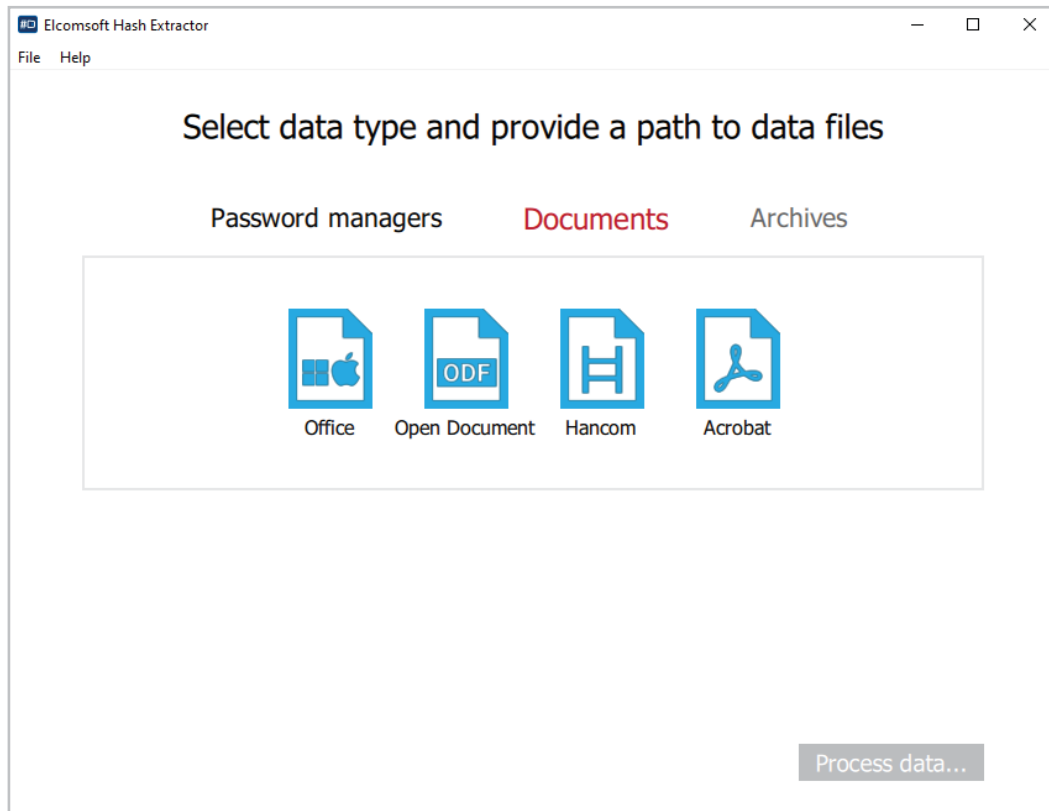 Elcomsoft Hash Extractor
File Help
Select data type and provide a path to data files
Password managers Documents Archives
ODF
Office Open Document Hancom Acrobat
Process data...